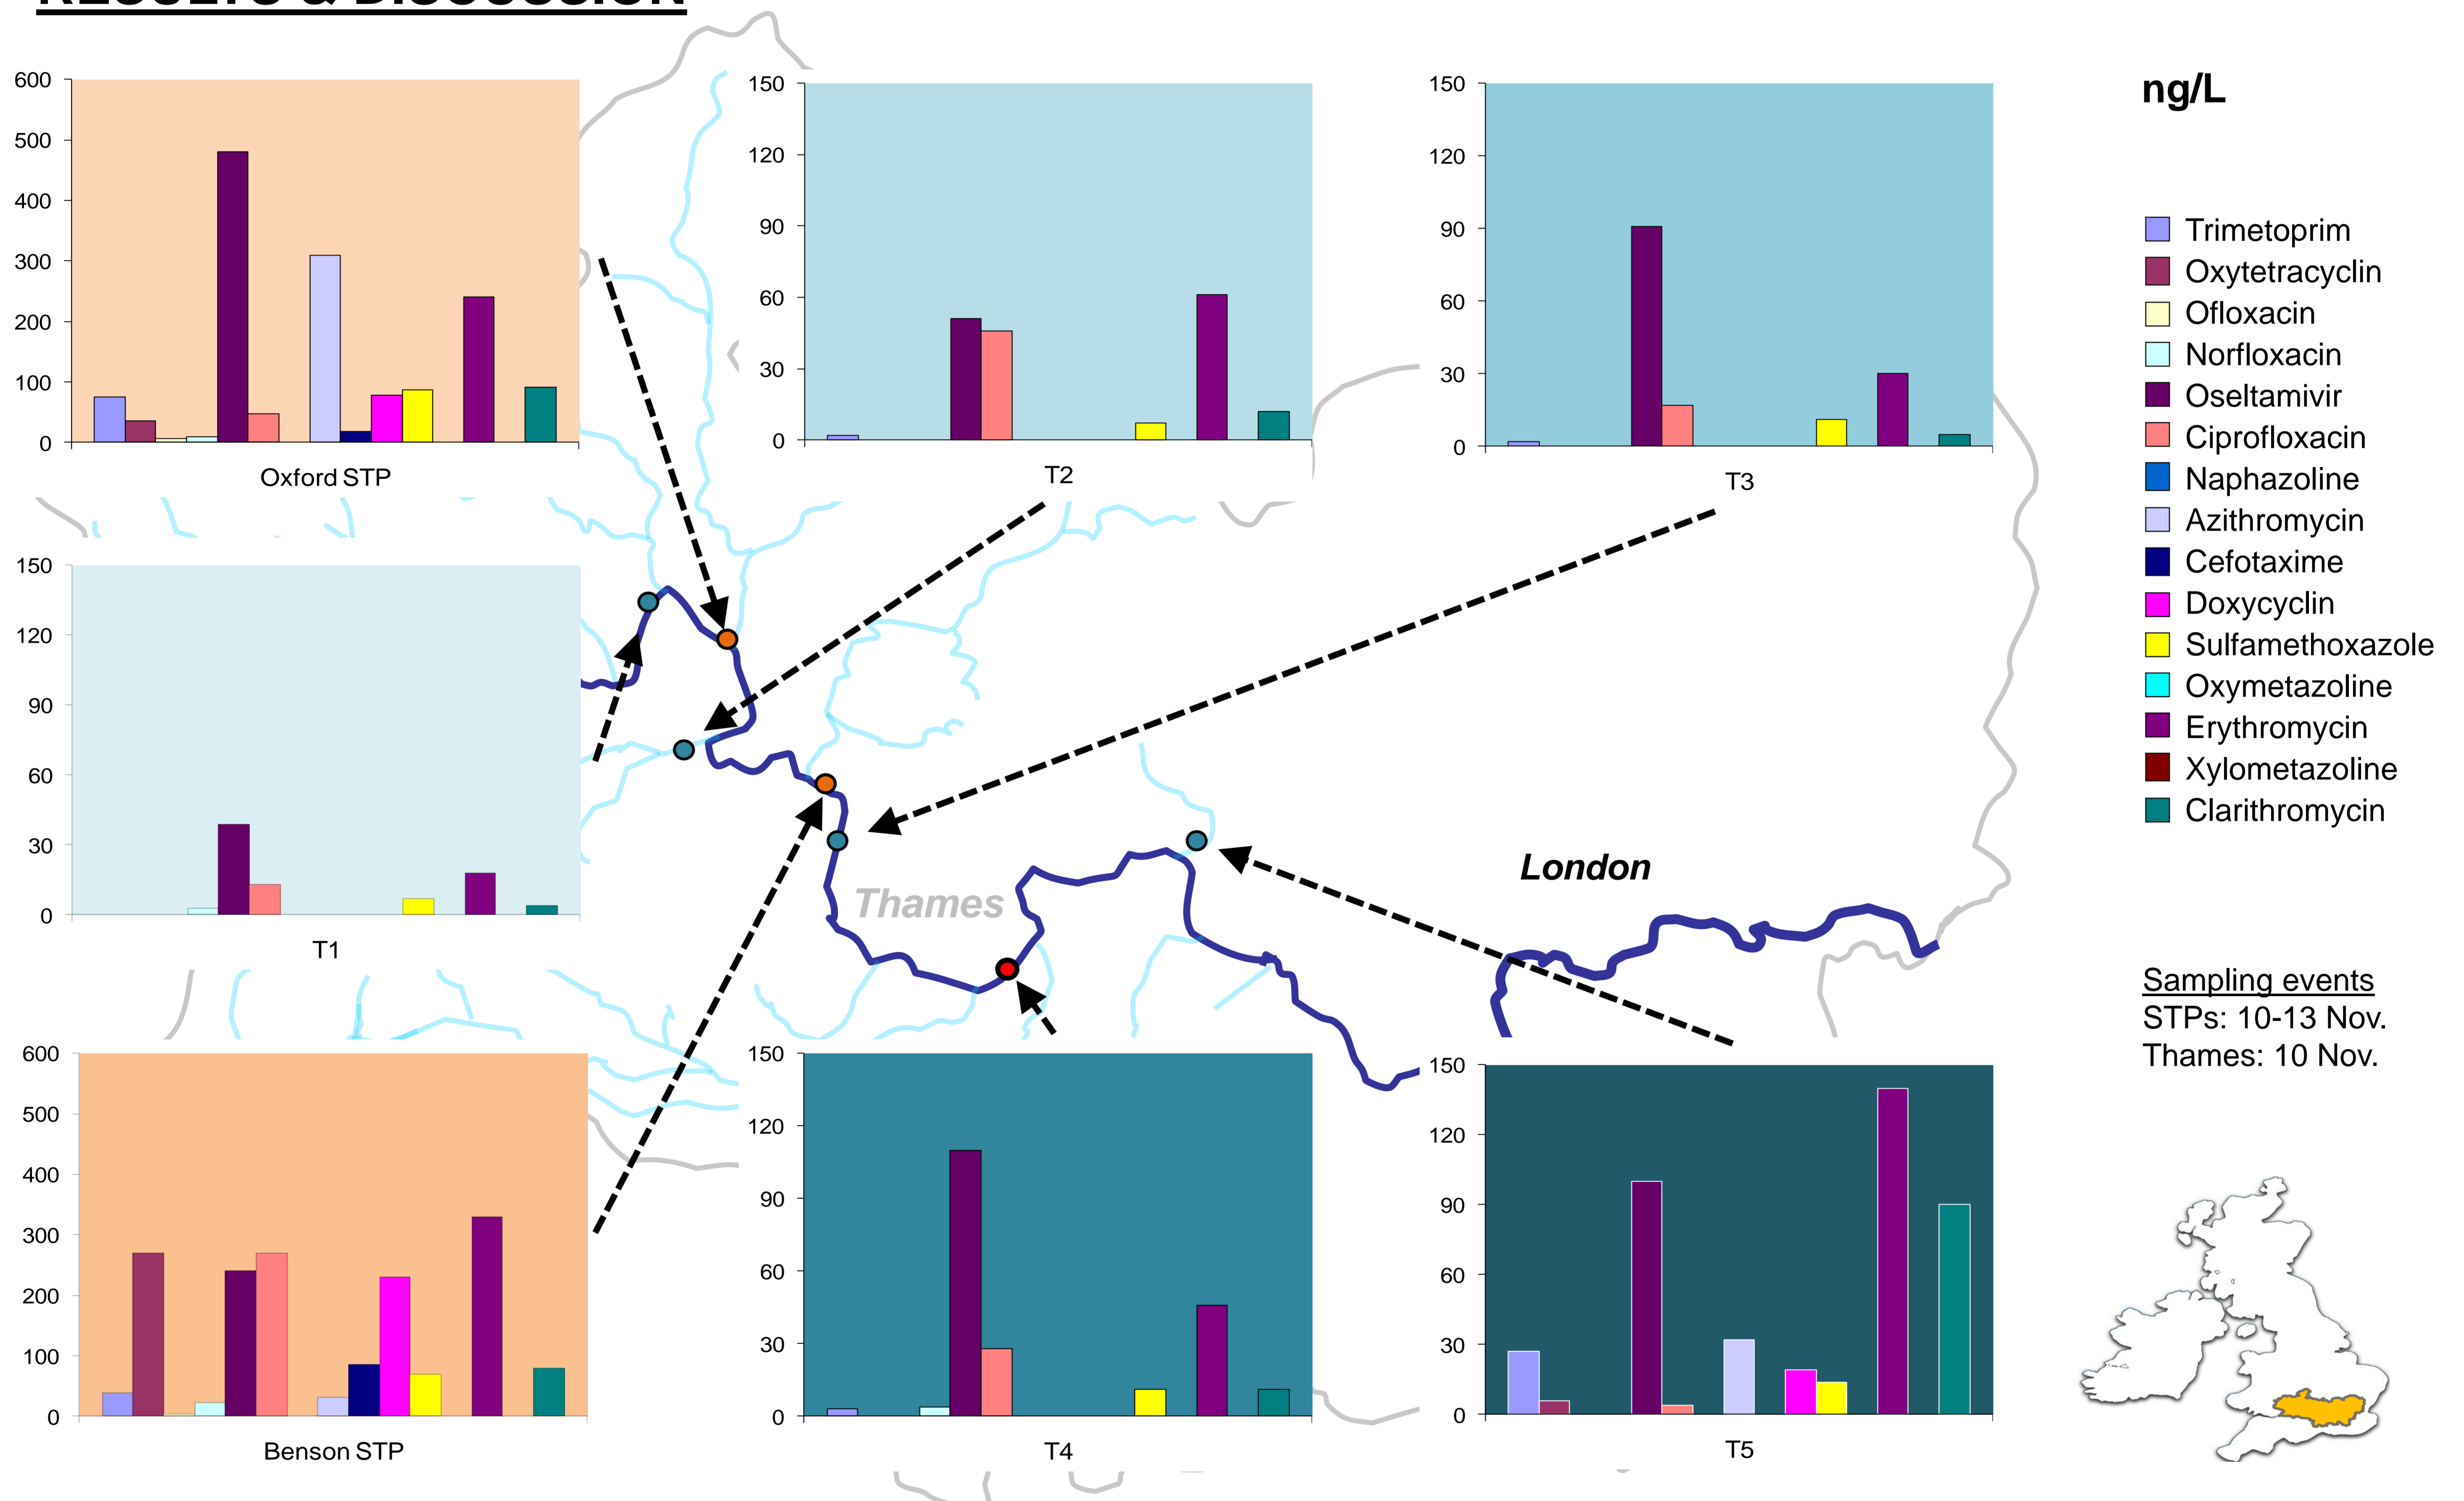 RESULTS & DISCUSSION
600
500
400
300
200
100
0
Oxford STP
150
120
90
60
30
0
T2
150
120
90
60
30
0
T3
ng/L
Trimetoprim
Oxytetracyclin
Ofloxacin
Norfloxacin
Oseltamivir
Ciprofloxacin
Naphazoline
Azithromycin
Cefotaxime
Doxycyclin
Sulfamethoxazole
Oxymetazoline
Erythromycin
Xylometazoline
Clarithromycin
150
120
90
60
30
0
T1
Thames
London
Sampling events
STPs: 10-13 Nov.
Thames: 10 Nov.
600
500
400
300
200
100
0
Benson STP
150
120
90
60
30
0
T4
150
120
90
60
30
0
T5